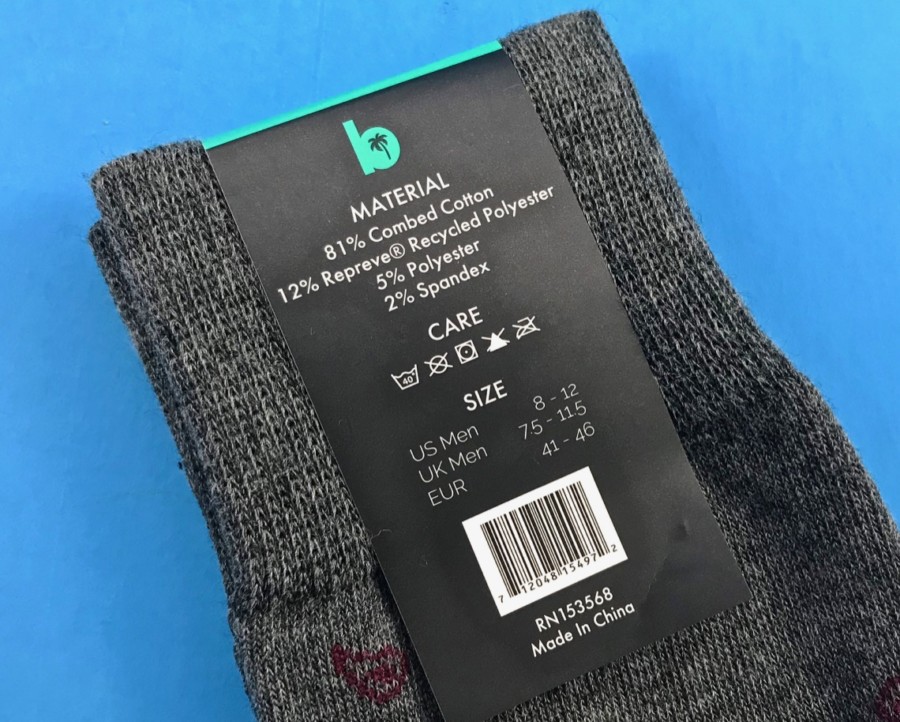 b
MATERIAL
81% Combed Cotton
12% Repreve® Recycled Polyester
5% Polyester
2% Spandex
CARE
40°
SIZE
US Men 8 - 12
UK Men 7.5 - 11.5
EUR 41 - 46
7 12048 15497 2
RN153568
Made In China